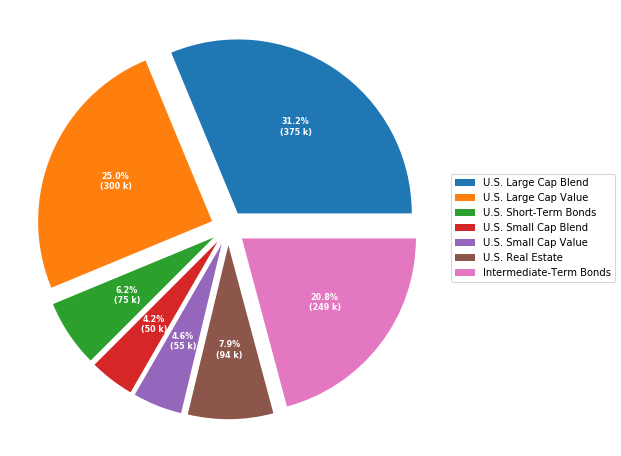 31.2%
(375 k)
25.0%
(300 k)
6.2%
(75 k)
4.2%
(50 k)
4.6%
(55 k)
7.9%
(94 k)
20.8%
(249 k)
U.S. Large Cap Blend
U.S. Large Cap Value
U.S. Short-Term Bonds
U.S. Small Cap Blend
U.S. Small Cap Value
U.S. Real Estate
Intermediate-Term Bonds